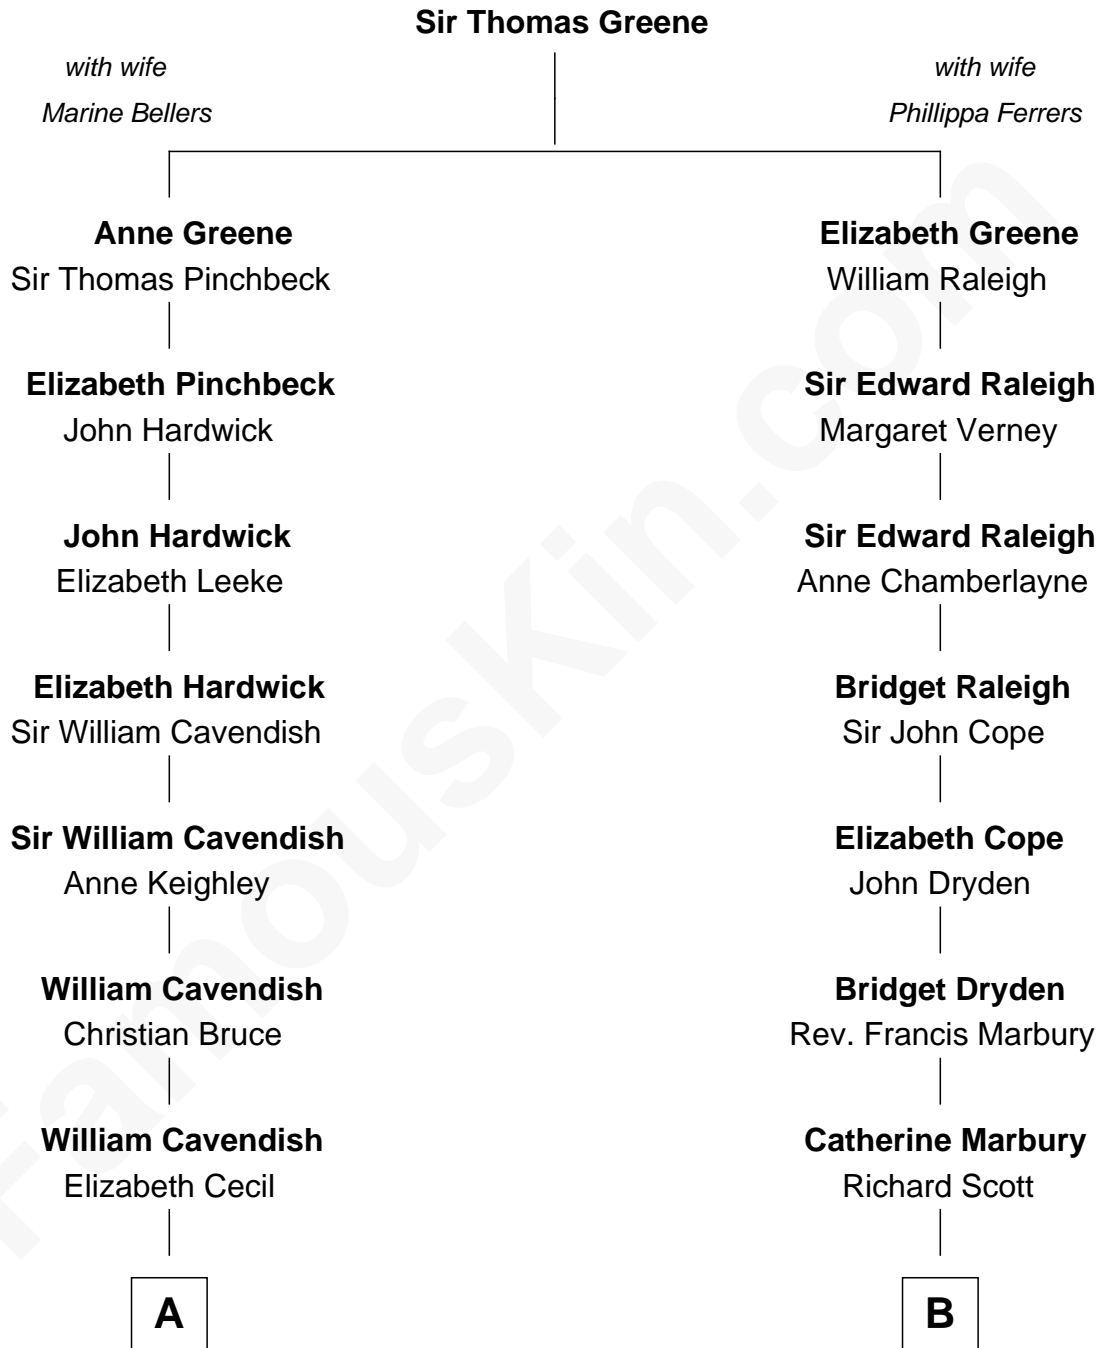 Sir Thomas Greene
with wife
Marine Bellers
with wife
Phillippa Ferrers
Anne Greene
Sir Thomas Pinchbeck
Elizabeth Greene
William Raleigh
Elizabeth Pinchbeck
John Hardwick
Sir Edward Raleigh
Margaret Verney
John Hardwick
Elizabeth Leeke
Sir Edward Raleigh
Anne Chamberlayne
Elizabeth Hardwick
Sir William Cavendish
Bridget Raleigh
Sir John Cope
Sir William Cavendish
Anne Keighley
Elizabeth Cope
John Dryden
William Cavendish
Christian Bruce
Bridget Dryden
Rev. Francis Marbury
William Cavendish
Elizabeth Cecil
Catherine Marbury
Richard Scott
A
B
FamousKin.com